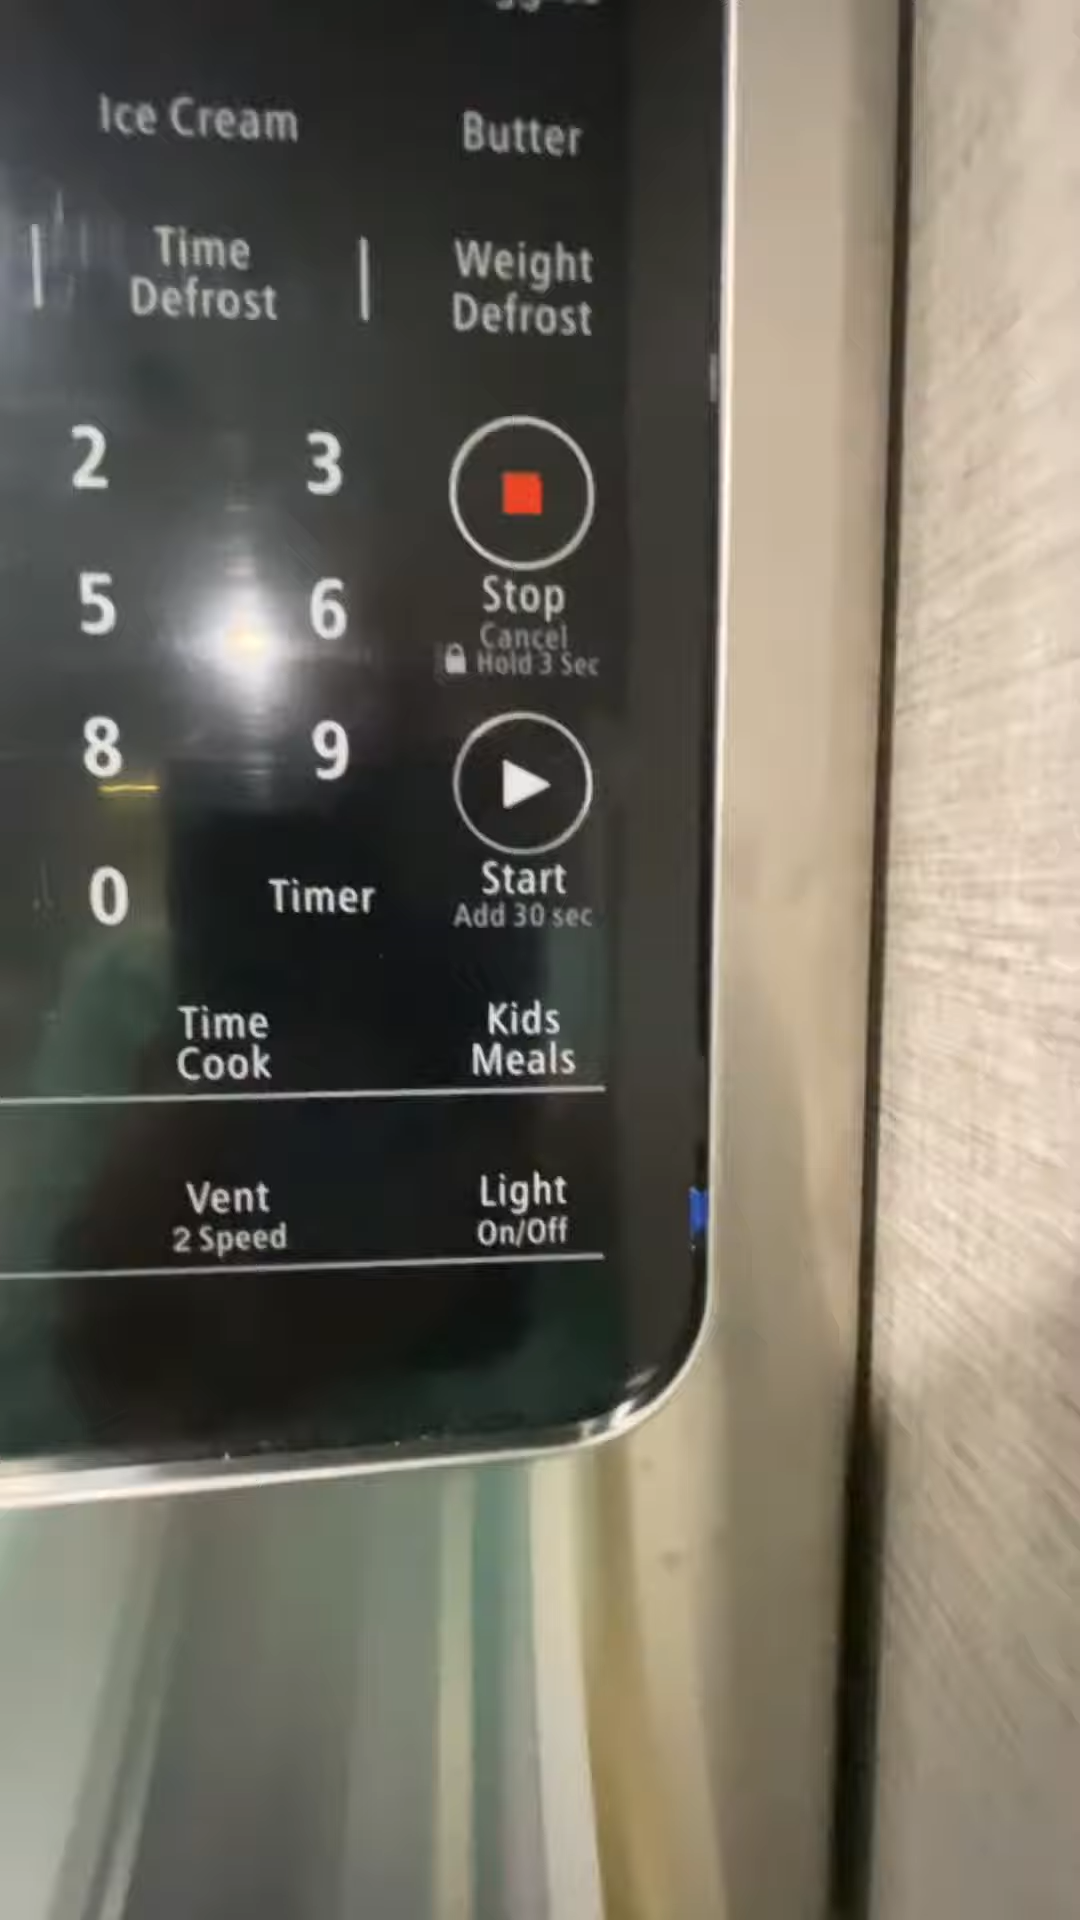 Ice Cream
Butter
Time
Defrost
Weight
Defrost
2
3
Stop
Cancel
Hold 3 Sec
5
6
8
9
Start
Add 30 sec
0
Timer
Time
Cook
Kids
Meals
Vent
2 Speed
Light
On/Off